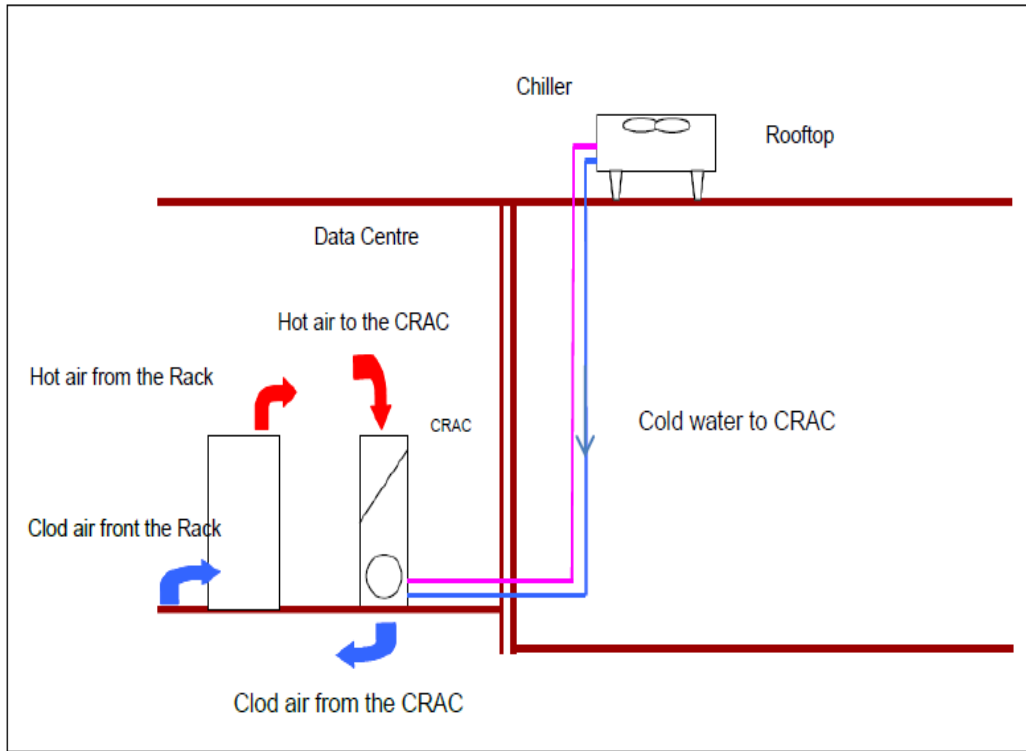 Chiller
Rooftop
Data Centre
Hot air to the CRAC
Hot air from the Rack
CRAC
Cold water to CRAC
Clod air front the Rack
Clod air from the CRAC